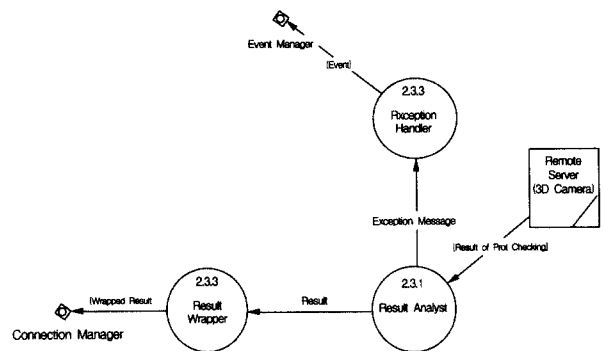 Event Manager
[Event]
2.3.3
Rxception
Handler
Remote
Server
(3D Camera)
Exception Message
[Result of Prot Checking]
2.3.3
Result
Wrapper
[Wrapped Result
Result
2.3.1
Result Analyst
Connection Manager